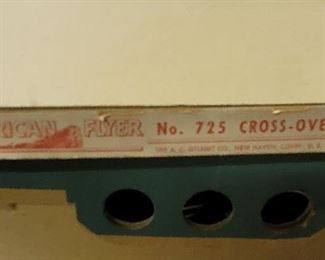 RICAN FLYER No. 725 CROSS-OVE
THE A. C. GILBERT CO., NEW HAVEN, CONN., U. S.